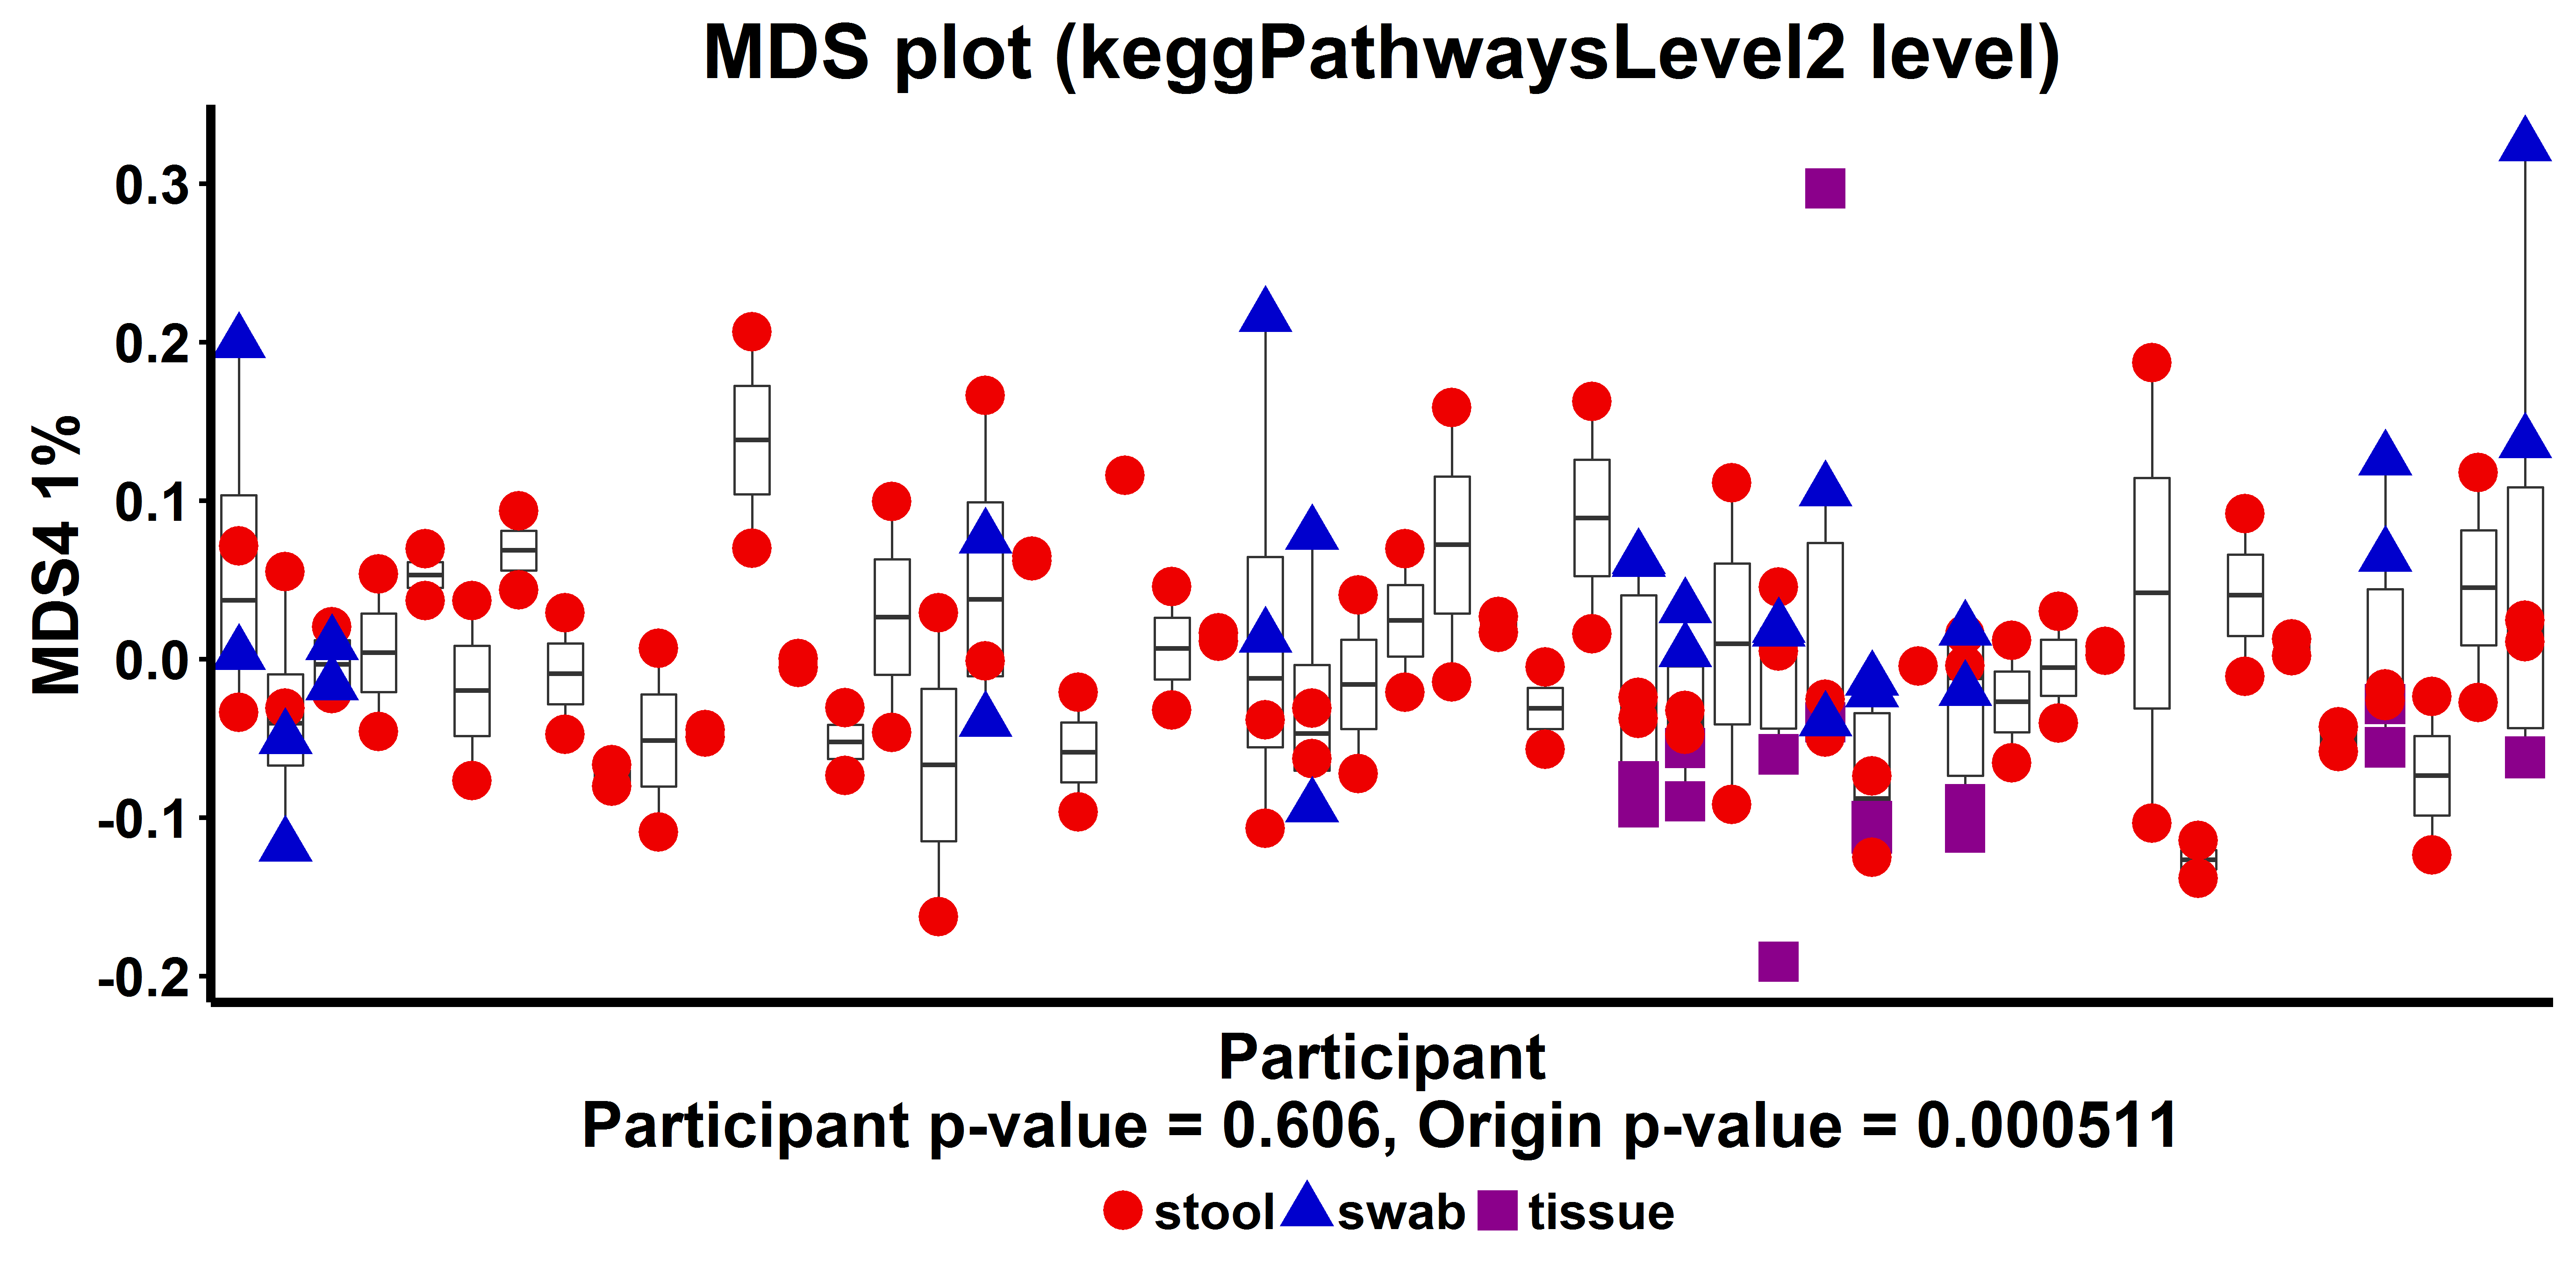 MDS plot (keggPathwaysLevel2 level)
MDS4 1%
0.3
0.2
0.1
0.0
-0.1
-0.2
Participant
Participant p-value = 0.606, Origin p-value = 0.000511
stool swab tissue